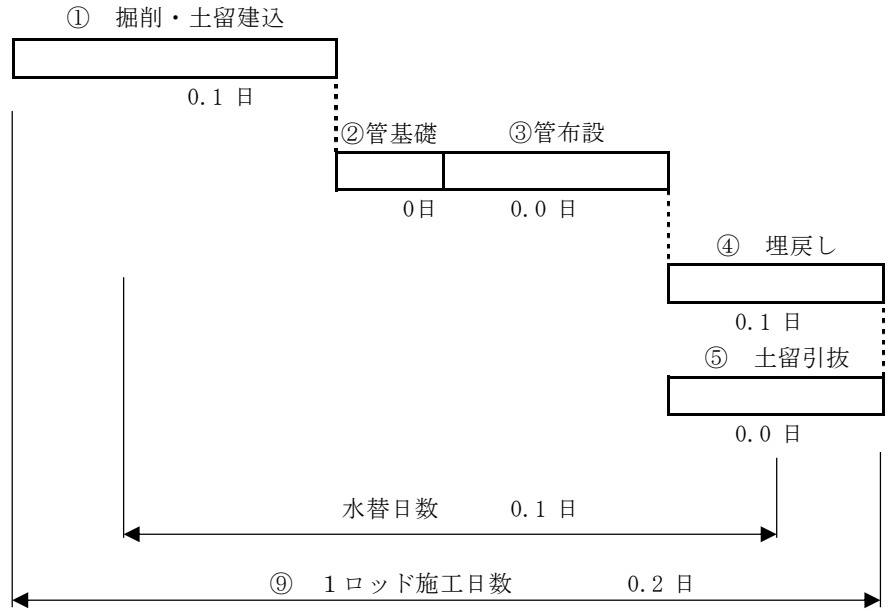 ①　掘削・土留建込
0.1 日
②管基礎　③管布設
0日　0.0 日
④　埋戻し
0.1 日
⑤　土留引抜
0.0 日
水替日数　0.1 日
⑨　１ロッド施工日数　0.2 日